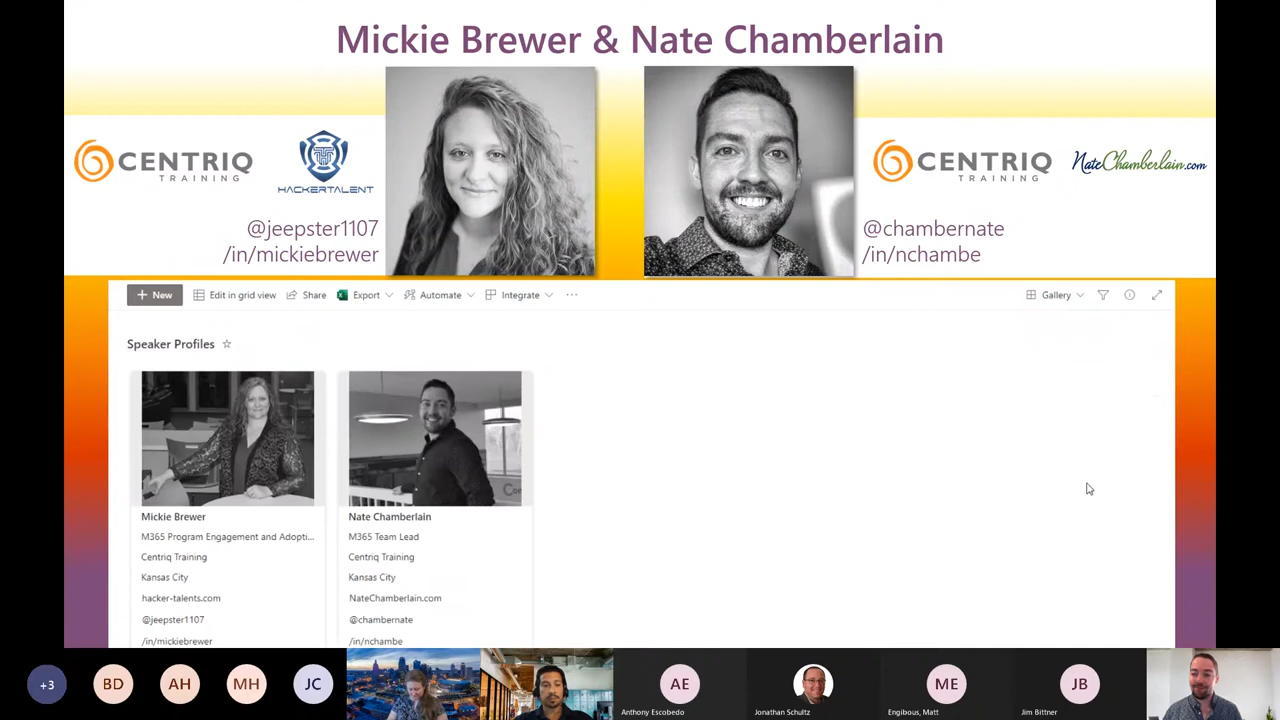 Mickie Brewer & Nate Chamberlain
CENTRIQ
TRAINING
HACKERTALENT
@jeepster1107
/in/mickiebrewer
CENTRIQ
TRAINING
NateChamberlain.com
@chambernate
/in/nchambe
New
Edit in grid view
Share
Export
Automate
Integrate
Gallery
Speaker Profiles
Mickie Brewer
M365 Program Engagement and Adopti...
Centriq Training
Kansas City
hacker-talents.com
@jeepster1107
/in/mickiebrewer
Nate Chamberlain
M365 Team Lead
Centriq Training
Kansas City
NateChamberlain.com
@chambernate
/in/nchambe
+3
BD
AH
MH
JC
AE
Anthony Escobedo
Jonathan Schultz
ME
Engibous, Matt
JB
Jim Bittner